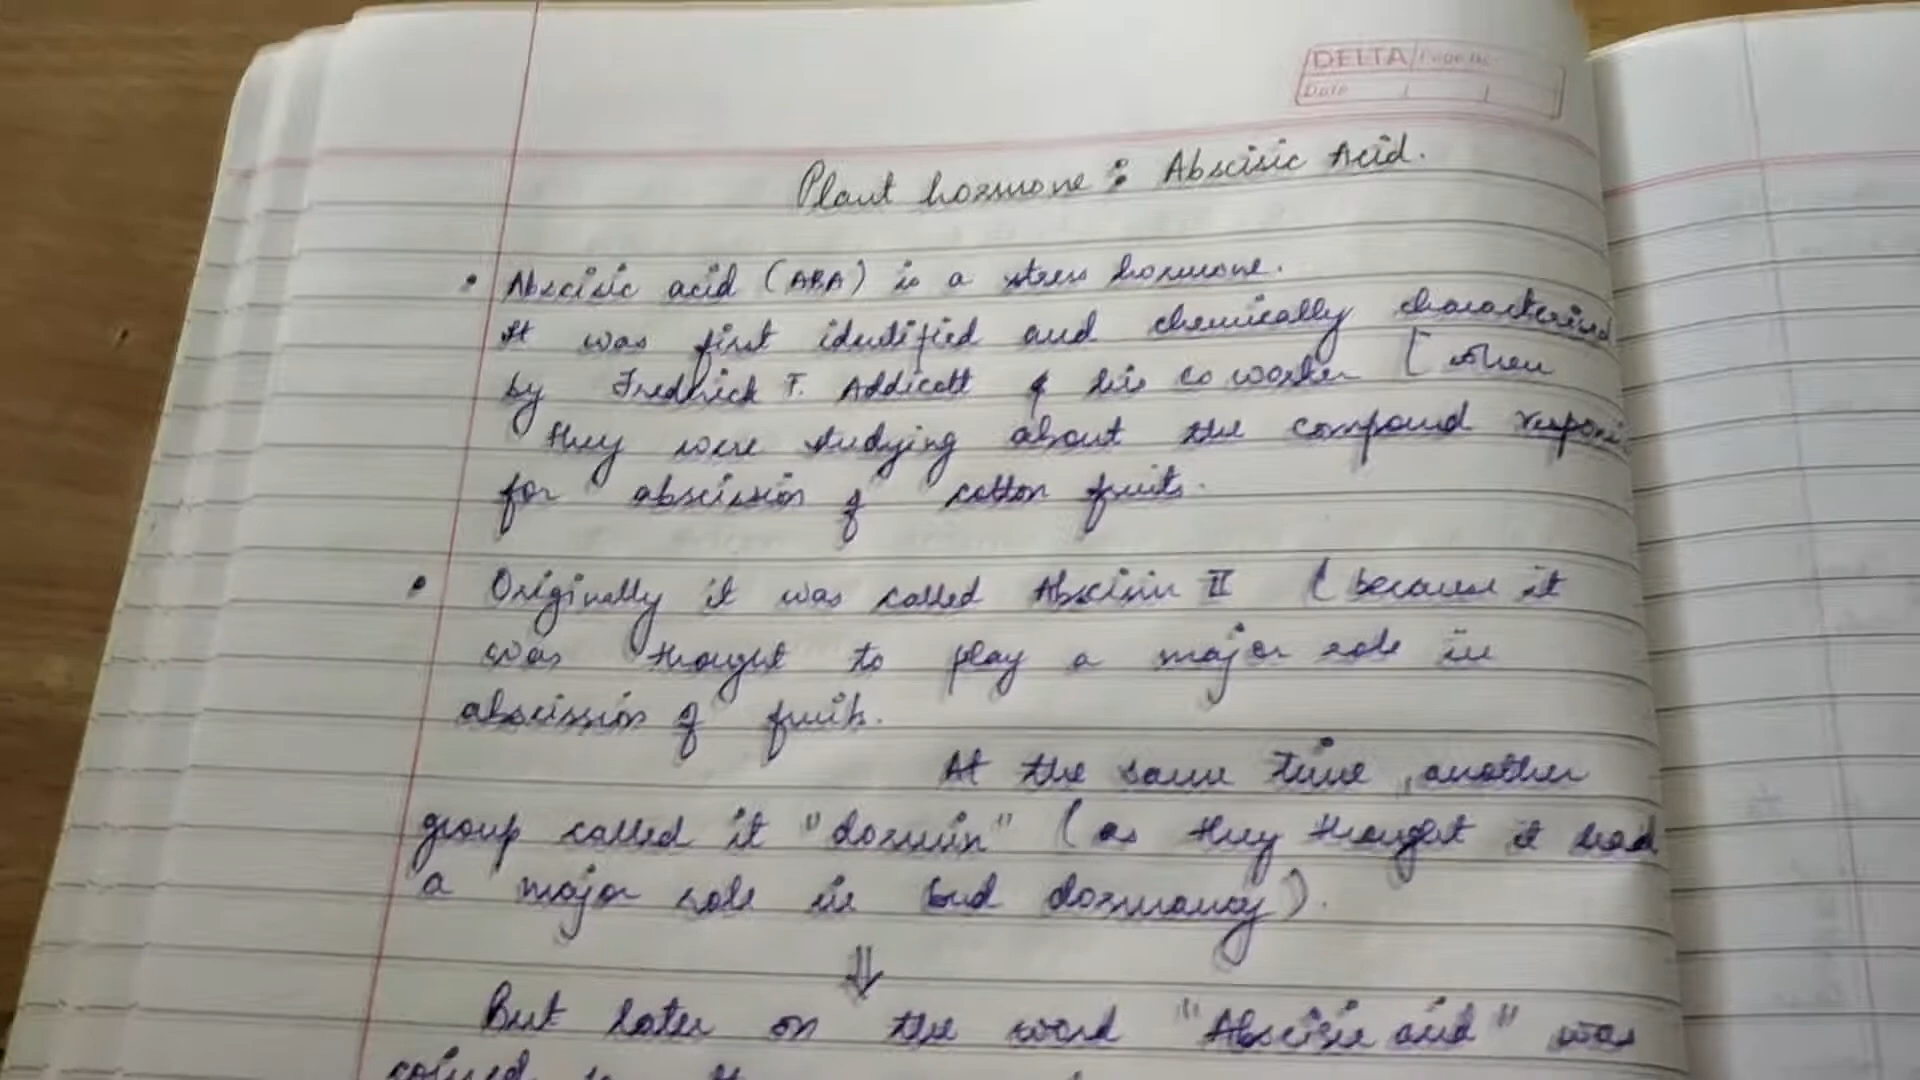 DELTA
Date
Plant hormone : Abscisic Acid.
• Abscisic acid (ABA) is a stress hormone.
It was first identified and chemically characterised
by Fredrick T. Addicott & his co worker [ when
they were studying about the compound
for abscission of cotton fruits.
• Originally it was called Abscisin II ( because it
was thought to play a major role in
abscission of fruits.
At the same time, another
group called it "dormin" ( as they thought it had
a major role in bud dormancy).
⇓
But later on the word "Abscisic acid" was
coined